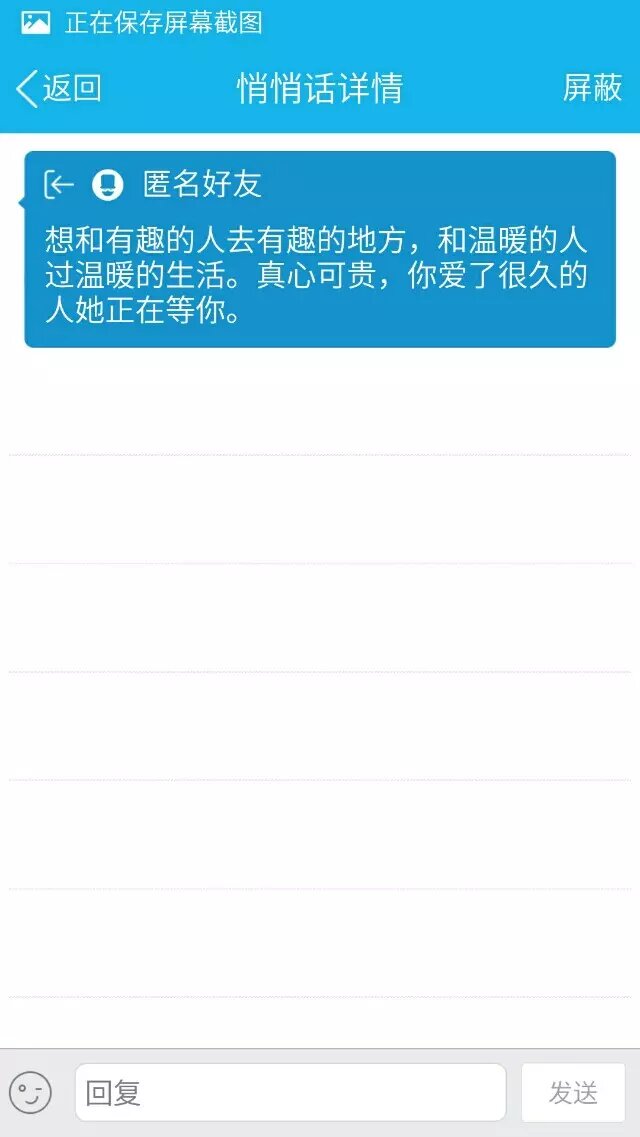 正在保存屏幕截图
返回
悄悄话详情
屏蔽
匿名好友
想和有趣的人去有趣的地方，和温暖的人
过温暖的生活。真心可贵，你爱了很久的
人她正在等你。
回复
发送